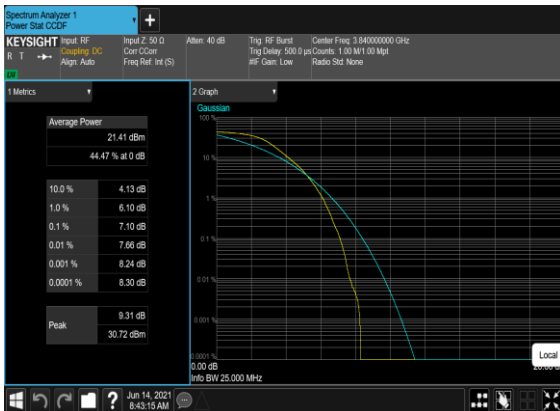 Spectrum Analyzer 1
Power Stat CCDF
KEYSIGHT
R T
Input: RF
Coupling: DC
Align: Auto
Input Z: 50 Ω
Corr CCorr
Freq Ref: Int (S)
Atten: 40 dB
Trig: RF Burst
Trig Delay: 500.0 µs
#IF Gain: Low
Center Freq: 3.840000000 GHz
Counts: 1.00 M/1.00 Mpt
Radio Std: None
1 Metrics
Average Power
21.41 dBm
44.47 % at 0 dB
10.0 % 4.13 dB
1.0 % 6.10 dB
0.1 % 7.10 dB
0.01 % 7.66 dB
0.001 % 8.24 dB
0.0001 % 8.30 dB
Peak
9.31 dB
30.72 dBm
2 Graph
Gaussian
100 %
10 %
1 %
0.1 %
0.01 %
0.001 %
0.0001 %
0.00 dB
Info BW 25.000 MHz
Local
?
Jun 14, 2021
8:43:15 AM